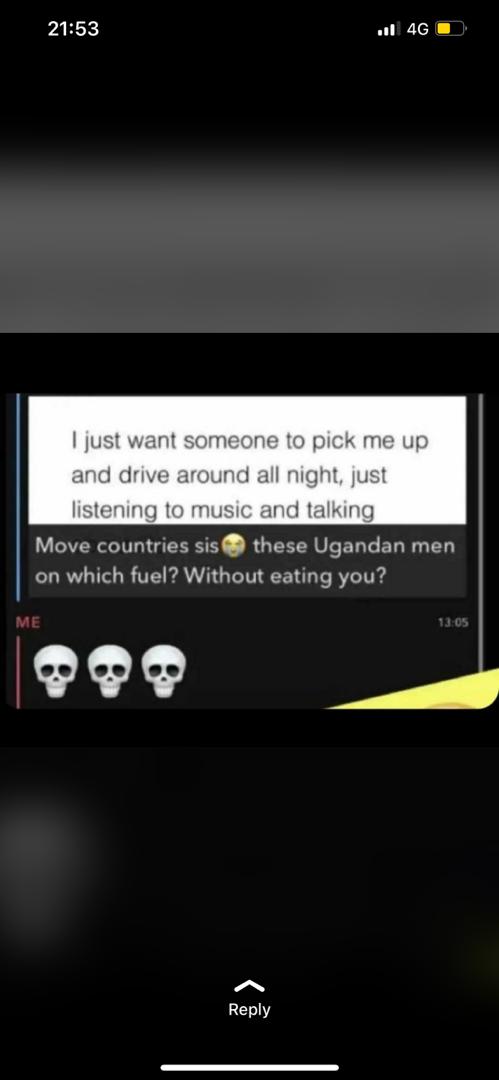 21:53
4G
I just want someone to pick me up
and drive around all night, just
listening to music and talking
Move countries sis😭 these Ugandan men
on which fuel? Without eating you?
ME
13:05
💀💀💀
Reply